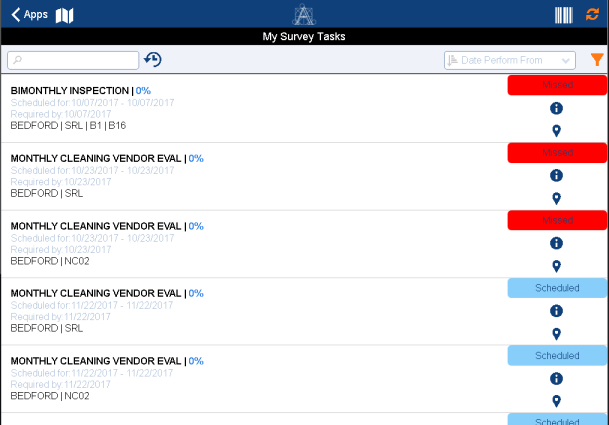 Apps
My Survey Tasks
Date Perform From
BIMONTHLY INSPECTION | 0%
Missed
Scheduled for:10/07/2017 - 10/07/2017
Required by:10/07/2017
BEDFORD | SRL | B1 | B16
MONTHLY CLEANING VENDOR EVAL | 0%
Missed
Scheduled for:10/23/2017 - 10/23/2017
Required by:10/23/2017
BEDFORD | SRL
MONTHLY CLEANING VENDOR EVAL | 0%
Missed
Scheduled for:10/23/2017 - 10/23/2017
Required by:10/23/2017
BEDFORD | NC02
MONTHLY CLEANING VENDOR EVAL | 0%
Scheduled
Scheduled for:11/22/2017 - 11/22/2017
Required by:11/22/2017
BEDFORD | SRL
MONTHLY CLEANING VENDOR EVAL | 0%
Scheduled
Scheduled for:11/22/2017 - 11/22/2017
Required by:11/22/2017
BEDFORD | NC02
Scheduled